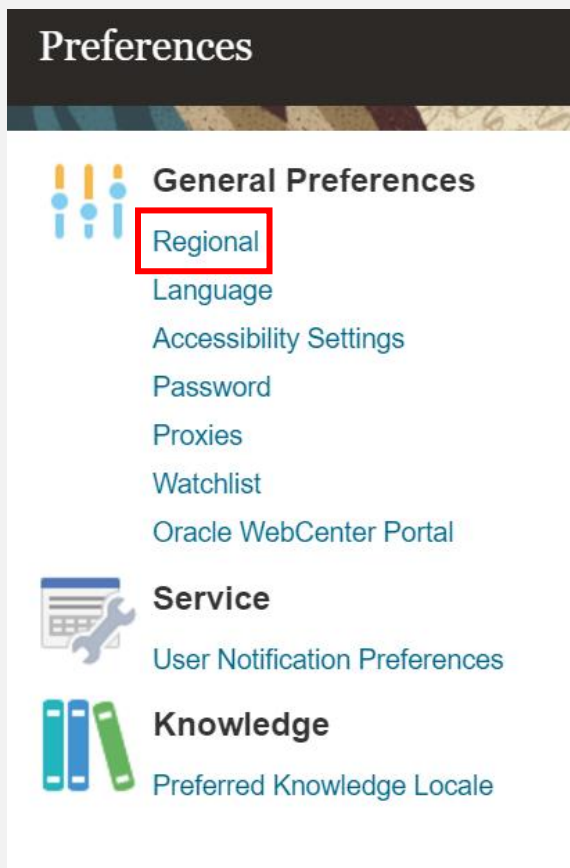 Preferences
General Preferences
Regional
Language
Accessibility Settings
Password
Proxies
Watchlist
Oracle WebCenter Portal
Service
User Notification Preferences
Knowledge
Preferred Knowledge Locale